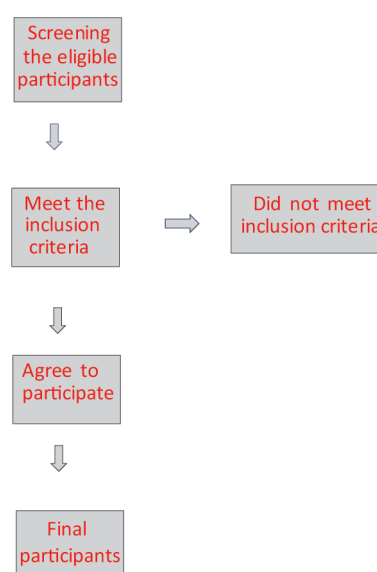 Screening
the eligible
participants
Meet the
inclusion
criteria
Did not meet
inclusion criteria
Agree to
participate
Final
participants